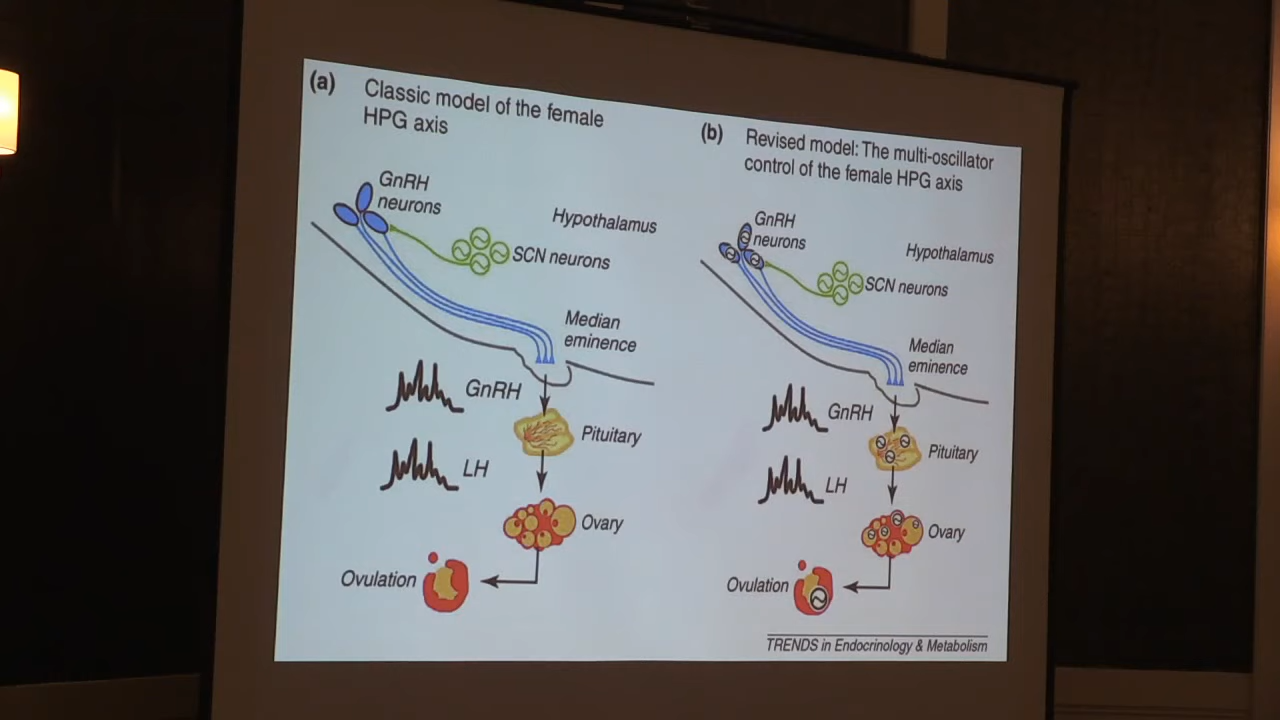 (a) Classic model of the female
HPG axis
GnRH
neurons
Hypothalamus
SCN neurons
Median
eminence
GnRH
Pituitary
LH
Ovary
Ovulation
(b) Revised model: The multi-oscillator
control of the female HPG axis
GnRH
neurons
Hypothalamus
SCN neurons
Median
eminence
GnRH
Pituitary
LH
Ovary
Ovulation
TRENDS in Endocrinology & Metabolism